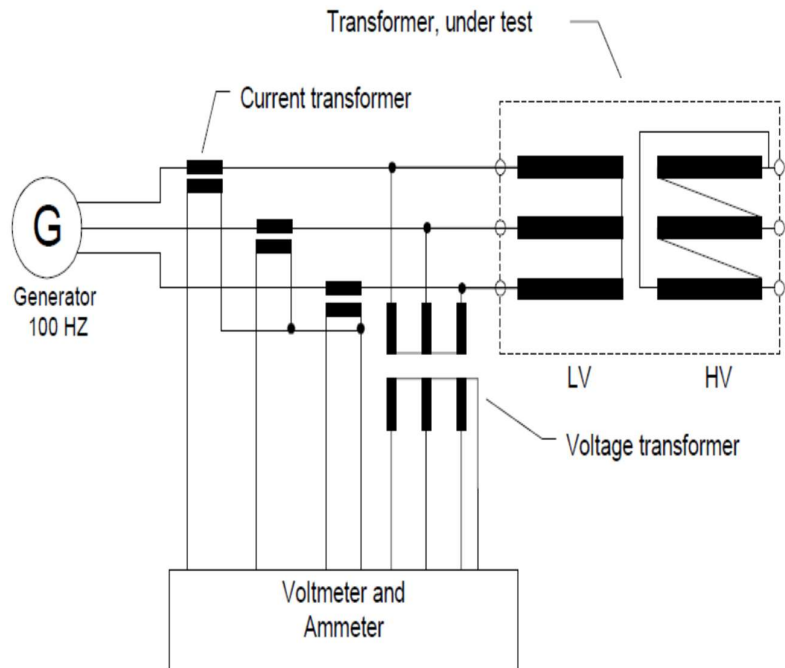 Transformer, under test
Current transformer
G
Generator
100 HZ
LV
HV
Voltage transformer
Voltmeter and
Ammeter